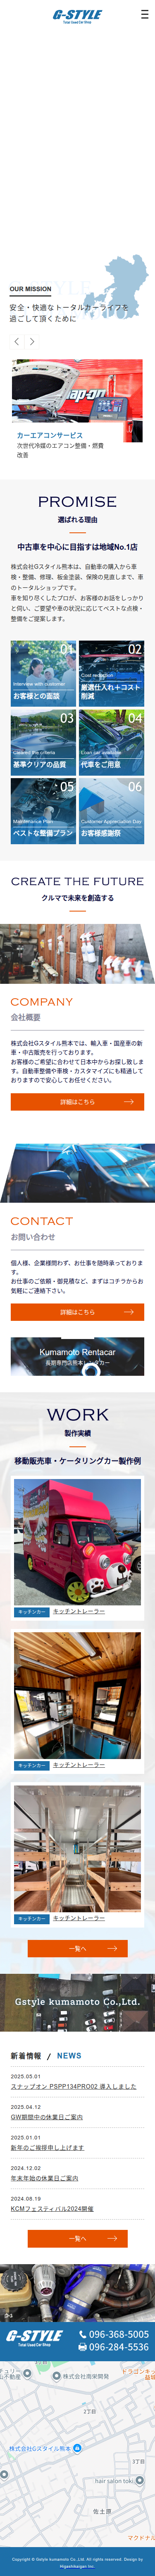 G-STYLE
Total Used Car Shop
OUR MISSION
安全・快適なトータルカーライフを
過ごして頂くために
Snap-on
カーエアコンサービス
次世代冷媒のエアコン整備・燃費
改善
PROMISE
選ばれる理由
中古車を中心に目指すは地域No.1店
株式会社Gスタイル熊本は、自動車の購入から車
検・整備、修理、板金塗装、保険の見直しまで、車
のトータルショップです。
車を知り尽くしたプロが、お客様のお話をしっかり
と伺い、ご要望や車の状況に応じてベストな点検・
整備をご提案します。
01
Interview with customer
お客様との面談
02
Cost reduction
厳選仕入れ＋コスト
削減
03
Cleared the criteria
基準クリアの品質
04
Loan car available
代車をご用意
05
Maintenance Plan
ベストな整備プラン
06
Customer Appreciation Day
お客様感謝祭
CREATE THE FUTURE
クルマで未来を創造する
COMPANY
会社概要
株式会社Gスタイル熊本では、輸入車・国産車の新
車・中古販売を行っております。
お客様のご希望に合わせて日本中からお探し致しま
す。自動車整備や車検・カスタマイズにも精通して
おりますので安心してお任せください。
詳細はこちら
CONTACT
お問い合わせ
個人様、企業様問わず、お仕事を随時承っておりま
す。
お仕事のご依頼・御見積など、まずはコチラからお
気軽にご連絡下さい。
詳細はこちら
Kumamoto Rentacar
長期専門店熊本レンタカー
WORK
製作実績
移動販売車・ケータリングカー製作例
キッチンカー キッチントレーラー
キッチンカー キッチントレーラー
キッチンカー キッチントレーラー
一覧へ
Gstyle kumamoto Co.,Ltd.
新着情報 / NEWS
2025.05.01
スナップオン PSPP134PRO02 導入しました
2025.04.12
GW期間中の休業日ご案内
2025.01.01
新年のご挨拶申し上げます
2024.12.02
年末年始の休業日ご案内
2024.08.19
KCMフェスティバル2024開催
一覧へ
G-STYLE
Total Used Car Shop
096-368-5005
096-284-5536
2丁目
株式会社南栄開発
2丁目
株式会社Gスタイル熊本
3丁目
hair salon toki
佐土原
マクドナル
Copyright © Gstyle kumamoto Co.,Ltd. All rights reserved. Design by
Higashikaigan Inc.